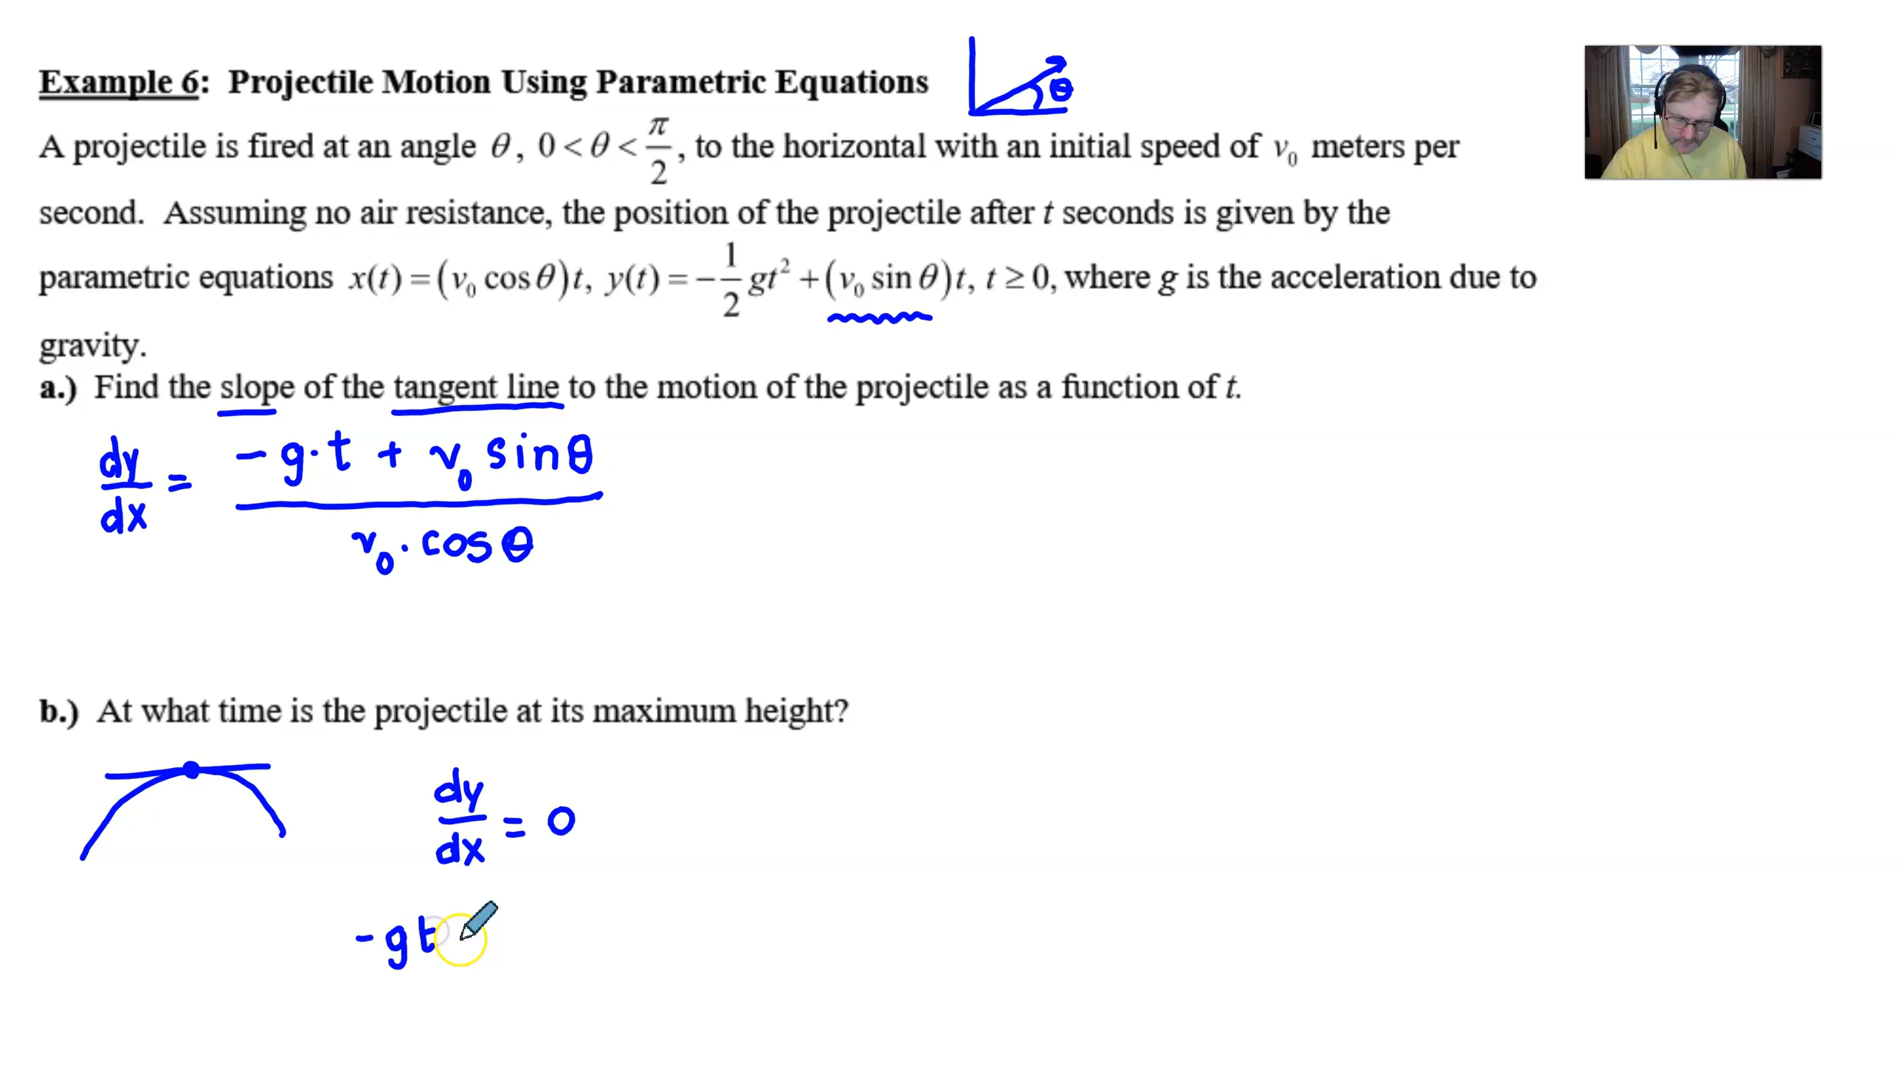 Example 6: Projectile Motion Using Parametric Equations
θ
A projectile is fired at an angle θ, 0 < θ < π/2, to the horizontal with an initial speed of v₀ meters per
second. Assuming no air resistance, the position of the projectile after t seconds is given by the
parametric equations x(t) = (v₀ cos θ)t, y(t) = −1/2 gt² + (v₀ sin θ)t, t ≥ 0, where g is the acceleration due to
gravity.
a.) Find the slope of the tangent line to the motion of the projectile as a function of t.
dy/dx = (−g·t + v₀ sinθ)/(v₀·cosθ)
b.) At what time is the projectile at its maximum height?
dy/dx = 0
−gt